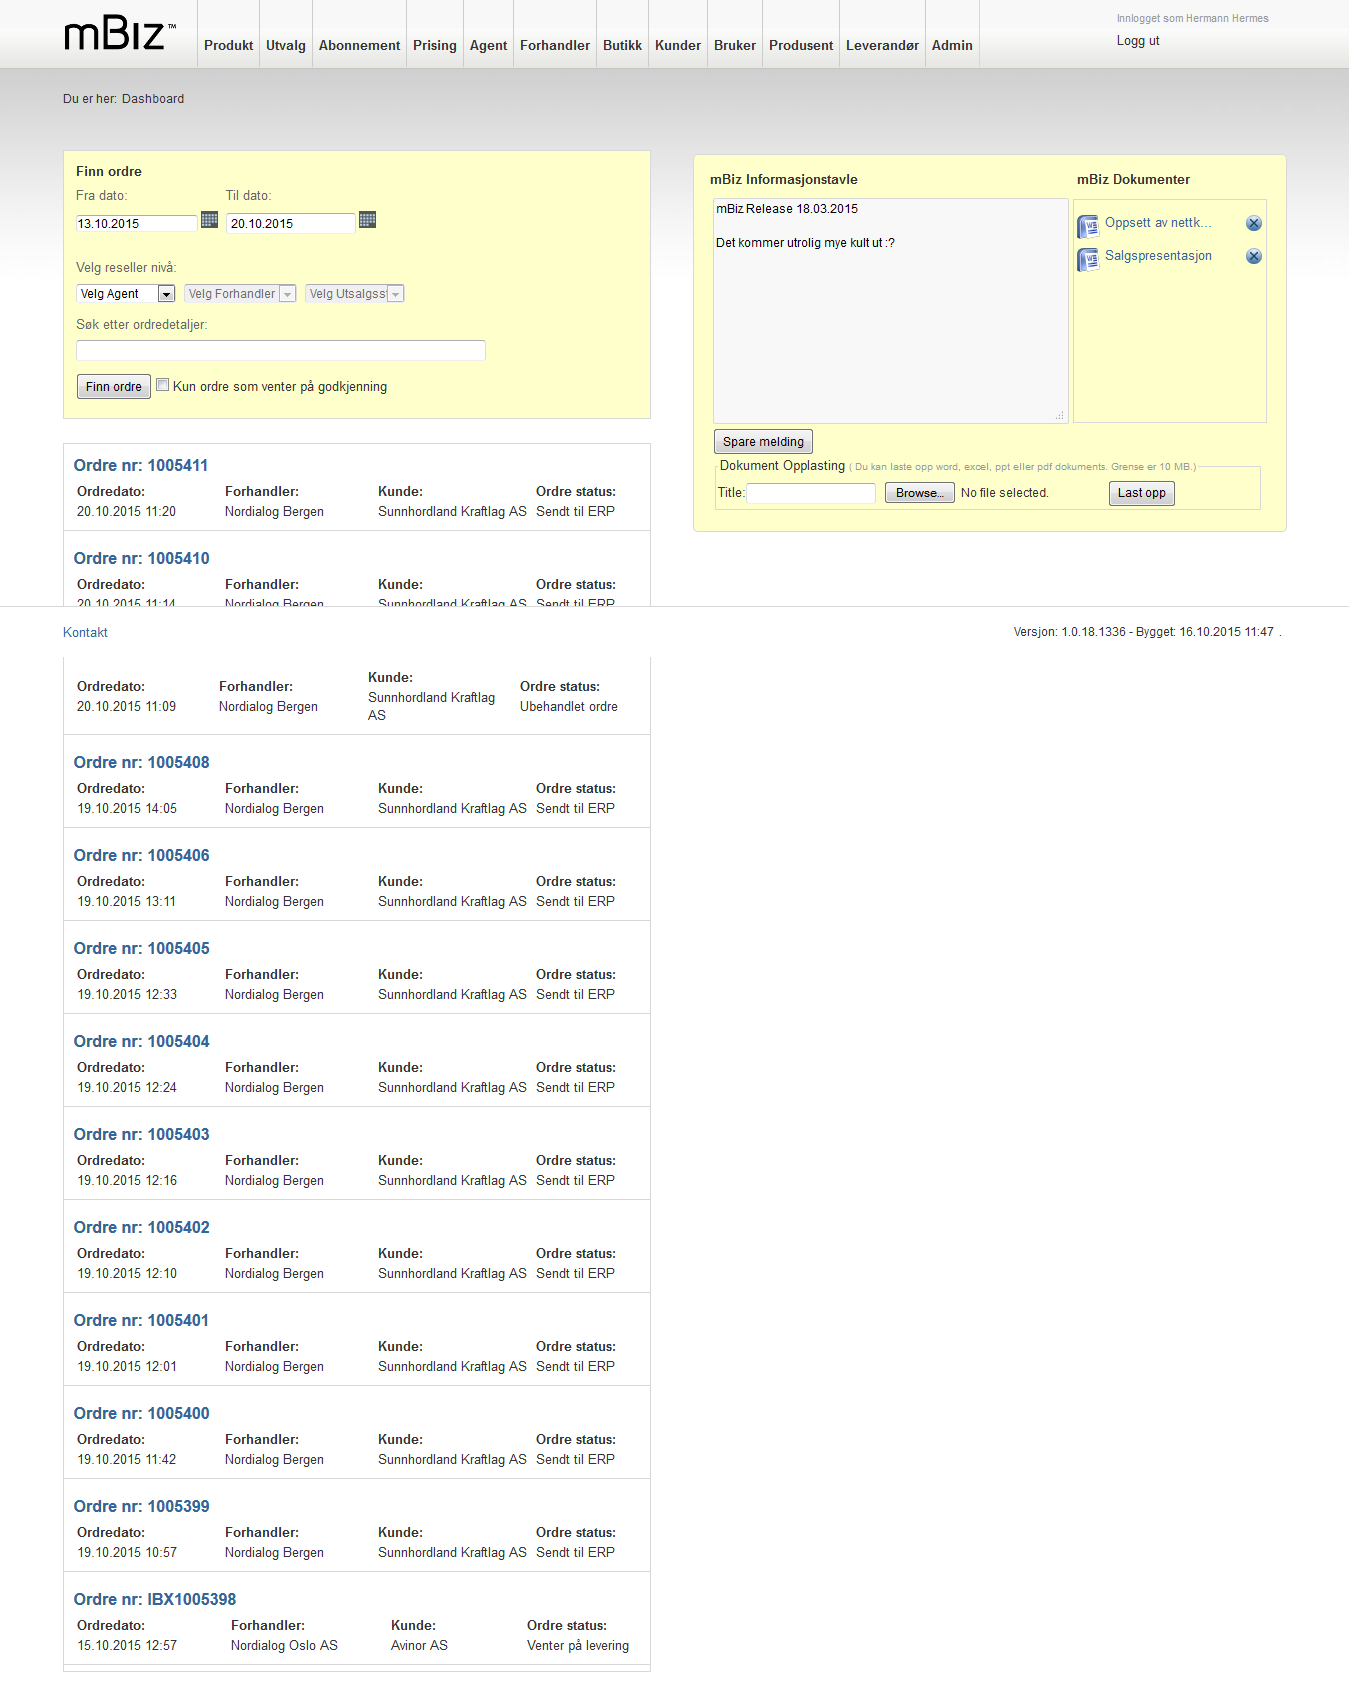 mBiz™
Produkt Utvalg Abonnement Prising Agent Forhandler Butikk Kunder Bruker Produsent Leverandør Admin
Innlogget som Hermann Hermes
Logg ut
Du er her: Dashboard
Finn ordre
Fra dato: Til dato:
13.10.2015 20.10.2015
Velg reseller nivå:
Velg Agent Velg Forhandler Velg Utsalgss
Søk etter ordredetaljer:
Finn ordre Kun ordre som venter på godkjenning
mBiz Informasjonstavle mBiz Dokumenter
mBiz Release 18.03.2015
Det kommer utrolig mye kult ut :?
Oppsett av nettk...
Salgspresentasjon
Spare melding
Dokument Opplasting ( Du kan laste opp word, excel, ppt eller pdf dokuments. Grense er 10 MB.)
Title: Browse... No file selected. Last opp
Ordre nr: 1005411
Ordredato: Forhandler: Kunde: Ordre status:
20.10.2015 11:20 Nordialog Bergen Sunnhordland Kraftlag AS Sendt til ERP
Ordre nr: 1005410
Ordredato: Forhandler: Kunde: Ordre status:
20.10.2015 11:14 Nordialog Bergen Sunnhordland Kraftlag AS Sendt til ERP
Kontakt Versjon: 1.0.18.1336 - Bygget: 16.10.2015 11:47 .
Ordredato: Forhandler: Kunde: Ordre status:
20.10.2015 11:09 Nordialog Bergen Sunnhordland Kraftlag AS Ubehandlet ordre
Ordre nr: 1005408
Ordredato: Forhandler: Kunde: Ordre status:
19.10.2015 14:05 Nordialog Bergen Sunnhordland Kraftlag AS Sendt til ERP
Ordre nr: 1005406
Ordredato: Forhandler: Kunde: Ordre status:
19.10.2015 13:11 Nordialog Bergen Sunnhordland Kraftlag AS Sendt til ERP
Ordre nr: 1005405
Ordredato: Forhandler: Kunde: Ordre status:
19.10.2015 12:33 Nordialog Bergen Sunnhordland Kraftlag AS Sendt til ERP
Ordre nr: 1005404
Ordredato: Forhandler: Kunde: Ordre status:
19.10.2015 12:24 Nordialog Bergen Sunnhordland Kraftlag AS Sendt til ERP
Ordre nr: 1005403
Ordredato: Forhandler: Kunde: Ordre status:
19.10.2015 12:16 Nordialog Bergen Sunnhordland Kraftlag AS Sendt til ERP
Ordre nr: 1005402
Ordredato: Forhandler: Kunde: Ordre status:
19.10.2015 12:10 Nordialog Bergen Sunnhordland Kraftlag AS Sendt til ERP
Ordre nr: 1005401
Ordredato: Forhandler: Kunde: Ordre status:
19.10.2015 12:01 Nordialog Bergen Sunnhordland Kraftlag AS Sendt til ERP
Ordre nr: 1005400
Ordredato: Forhandler: Kunde: Ordre status:
19.10.2015 11:42 Nordialog Bergen Sunnhordland Kraftlag AS Sendt til ERP
Ordre nr: 1005399
Ordredato: Forhandler: Kunde: Ordre status:
19.10.2015 10:57 Nordialog Bergen Sunnhordland Kraftlag AS Sendt til ERP
Ordre nr: IBX1005398
Ordredato: Forhandler: Kunde: Ordre status:
15.10.2015 12:57 Nordialog Oslo AS Avinor AS Venter på levering